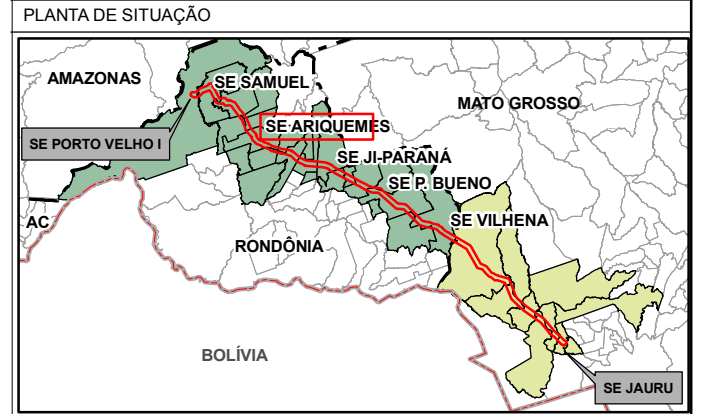 PLANTA DE SITUAÇÃO
AMAZONAS
SE SAMUEL
MATO GROSSO
SE ARIQUEMES
SE PORTO VELHO I
SE JI-PARANÁ
SE P. BUENO
AC
SE VILHENA
RONDÔNIA
BOLÍVIA
SE JAURU